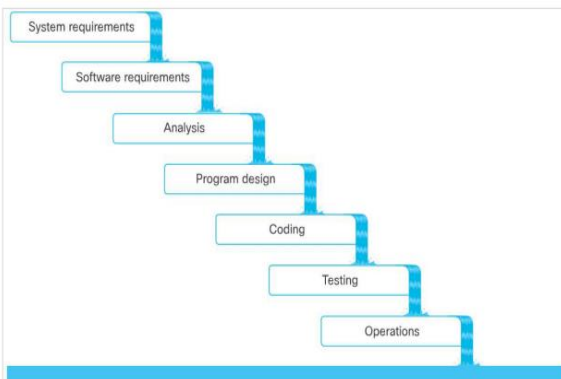 System requirements
Software requirements
Analysis
Program design
Coding
Testing
Operations